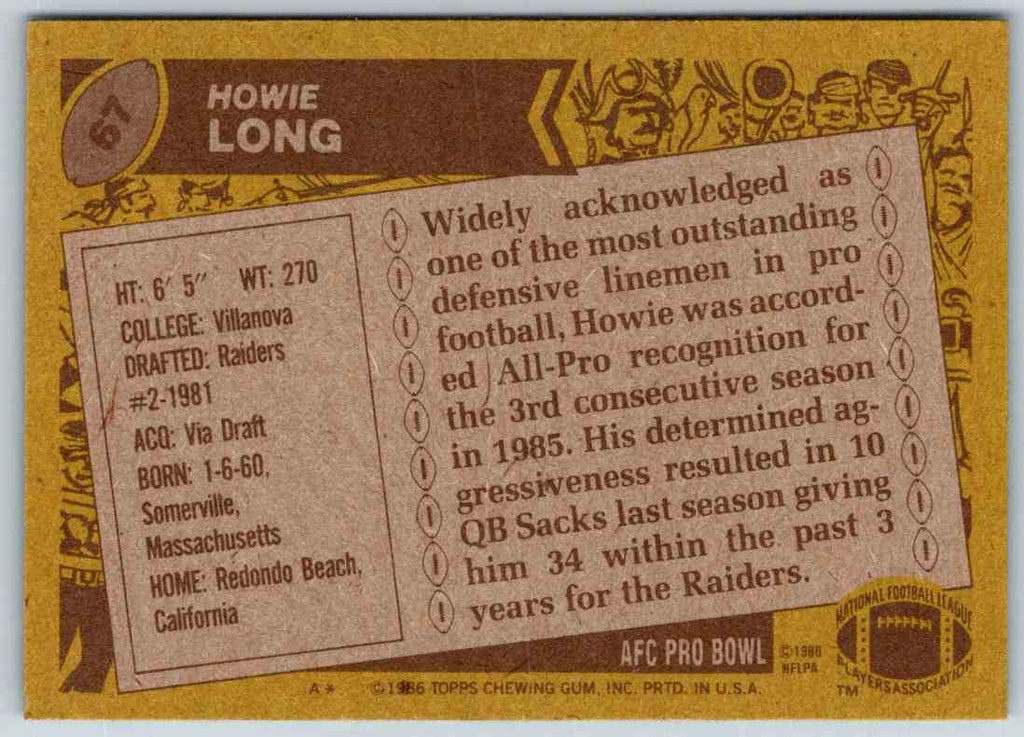 67
HOWIE
LONG
HT: 6′ 5″ WT: 270
COLLEGE: Villanova
DRAFTED: Raiders
#2-1981
ACQ: Via Draft
BORN: 1-6-60,
Somerville,
Massachusetts
HOME: Redondo Beach,
California
Widely acknowledged as
one of the most outstanding
defensive linemen in pro
football, Howie was accord-
ed All-Pro recognition for
the 3rd consecutive season
in 1985. His determined ag-
gressiveness resulted in 10
QB Sacks last season giving
him 34 within the past 3
years for the Raiders.
AFC PRO BOWL
©1986
NFLPA
NATIONAL FOOTBALL LEAGUE
PLAYERS ASSOCIATION
TM
A* ©1986 TOPPS CHEWING GUM, INC. PRTD. IN U.S.A.